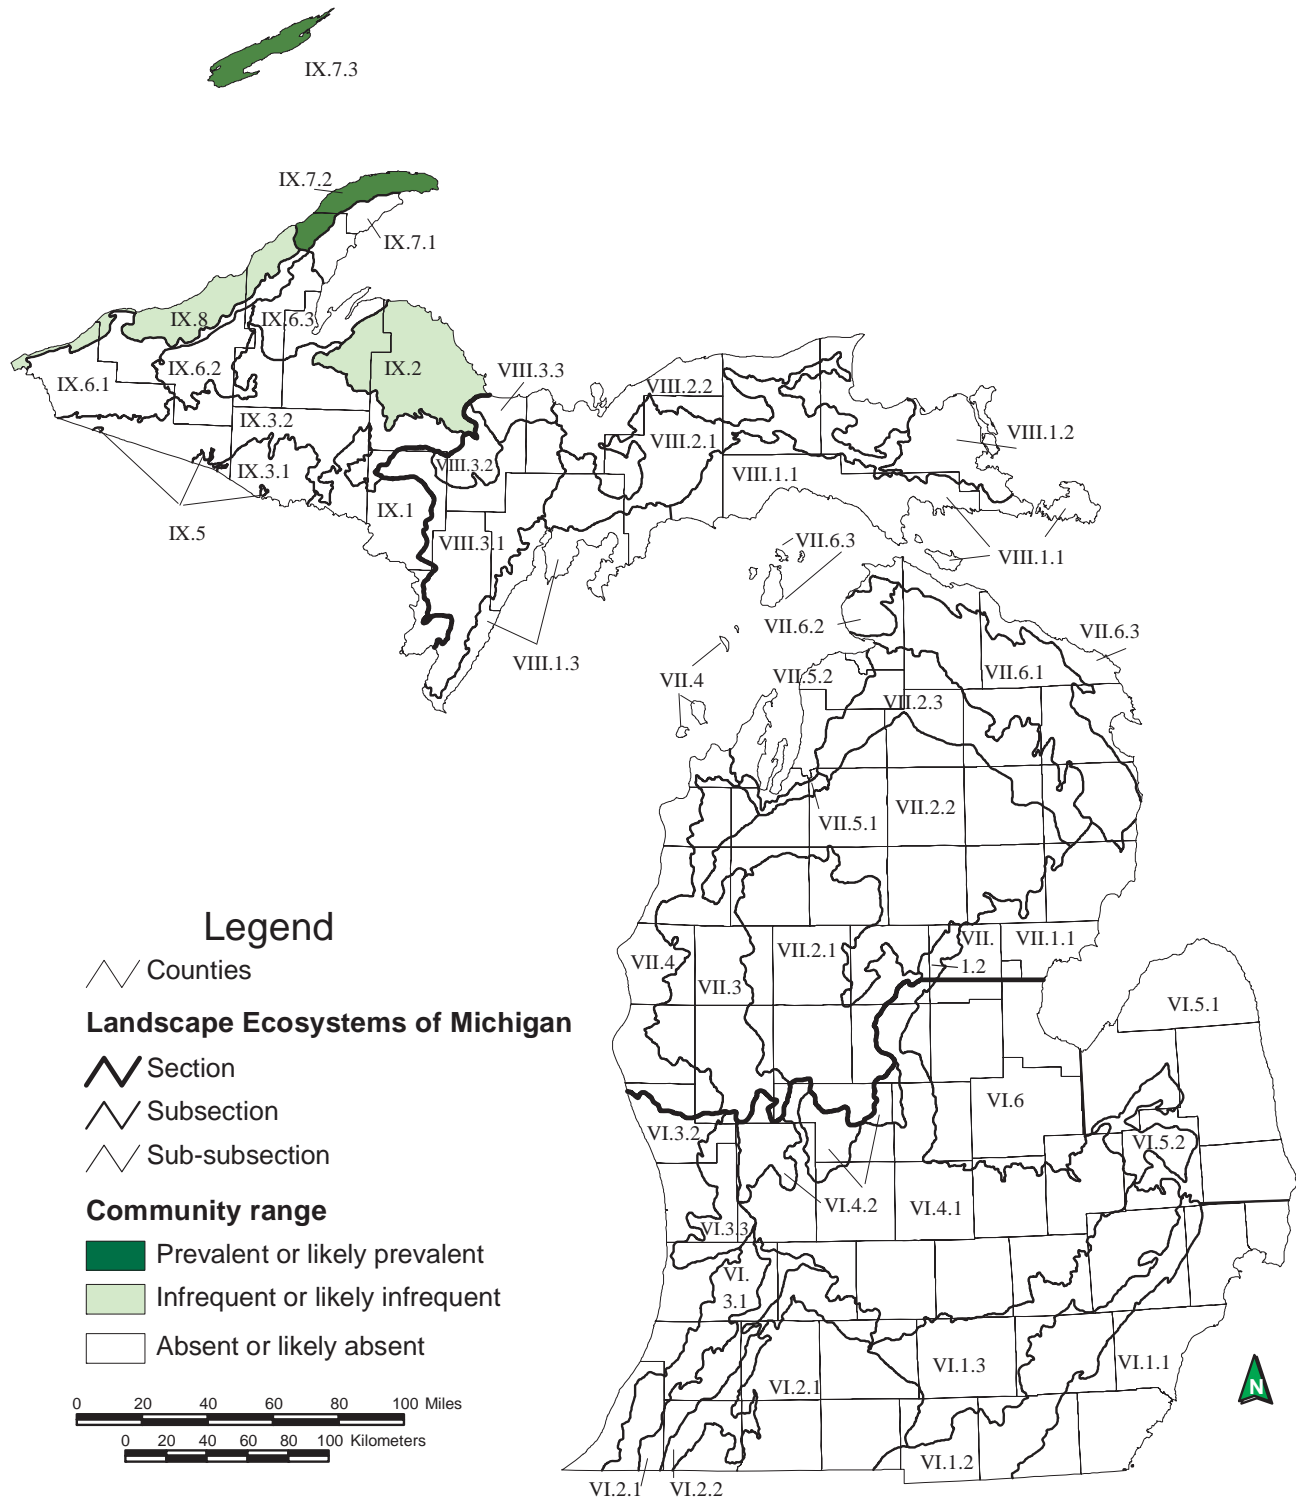 IX.7.3
IX.7.2
IX.7.1
IX.8
IX.6.3
IX.2
IX.6.2
IX.6.1
VIII.3.3
VIII.2.2
IX.3.2
VIII.2.1
VIII.1.2
IX.3.1
VIII.3.2
VIII.1.1
IX.1
IX.5
VIII.3.1
VII.6.3
VIII.1.1
VII.6.2
VII.6.3
VIII.1.3
VII.4
VII.5.2
VII.6.1
VII.2.3
VII.5.1
VII.2.2
VII.4
VII.3
VII.2.1
VII.
1.2
VII.1.1
VI.5.1
VI.6
VI.3.2
VI.5.2
VI.4.2
VI.4.1
VI.3.3
VI.
3.1
VI.1.3
VI.1.1
VI.2.1
VI.1.2
VI.2.1
VI.2.2
Legend
Counties
Landscape Ecosystems of Michigan
Section
Subsection
Sub-subsection
Community range
Prevalent or likely prevalent
Infrequent or likely infrequent
Absent or likely absent
0 20 40 60 80 100 Miles
0 20 40 60 80 100 Kilometers
N